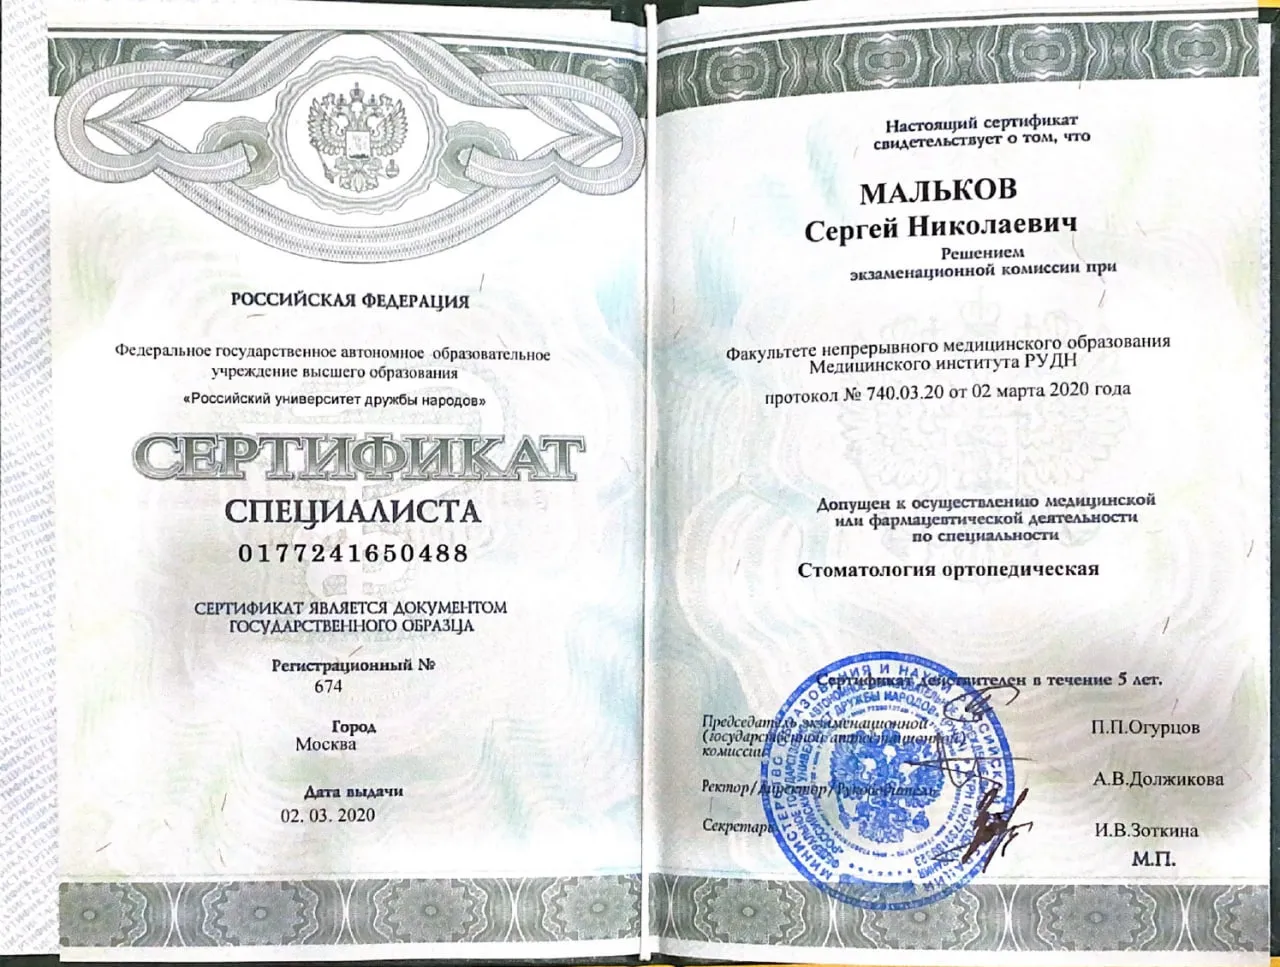 РОССИЙСКАЯ ФЕДЕРАЦИЯ
Федеральное государственное автономное образовательное
учреждение высшего образования
«Российский университет дружбы народов»
СЕРТИФИКАТ
СПЕЦИАЛИСТА
0177241650488
СЕРТИФИКАТ ЯВЛЯЕТСЯ ДОКУМЕНТОМ
ГОСУДАРСТВЕННОГО ОБРАЗЦА
Регистрационный №
674
Город
Москва
Дата выдачи
02. 03. 2020
Настоящий сертификат
свидетельствует о том, что
МАЛЬКОВ
Сергей Николаевич
Решением
экзаменационной комиссии при
Факультете непрерывного медицинского образования
Медицинского института РУДН
протокол № 740.03.20 от 02 марта 2020 года
Допущен к осуществлению медицинской
или фармацевтической деятельности
по специальности
Стоматология ортопедическая
Сертификат действителен в течение 5 лет.
Председатель экзаменационной
(государственной аттестационной)
комиссии
П.П.Огурцов
Ректор/Директор/Руководитель
А.В.Должикова
Секретарь
И.В.Зоткина
М.П.